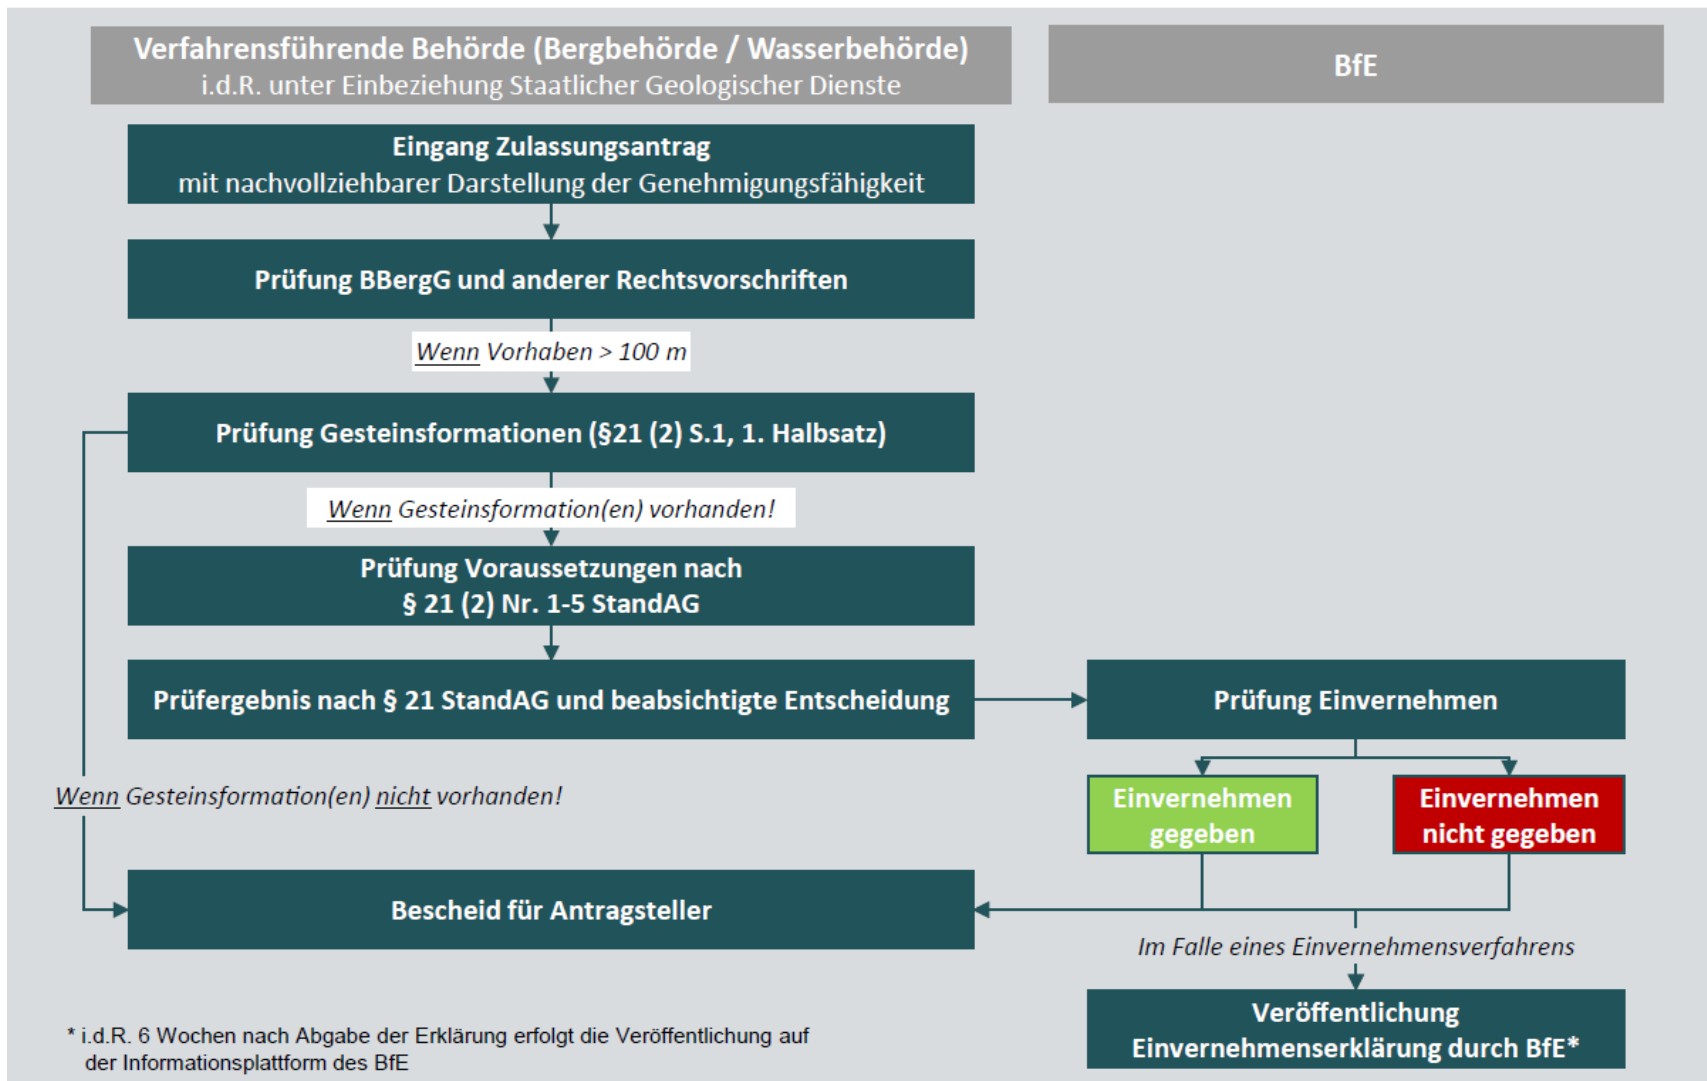 Verfahrensführende Behörde (Bergbehörde / Wasserbehörde)
i.d.R. unter Einbeziehung Staatlicher Geologischer Dienste
BfE
Eingang Zulassungsantrag
mit nachvollziehbarer Darstellung der Genehmigungsfähigkeit
Prüfung BBergG und anderer Rechtsvorschriften
Wenn Vorhaben > 100 m
Prüfung Gesteinsformationen (§21 (2) S.1, 1. Halbsatz)
Wenn Gesteinsformation(en) vorhanden!
Prüfung Voraussetzungen nach
§ 21 (2) Nr. 1-5 StandAG
Prüfergebnis nach § 21 StandAG und beabsichtigte Entscheidung
Prüfung Einvernehmen
Wenn Gesteinsformation(en) nicht vorhanden!
Einvernehmen
gegeben
Einvernehmen
nicht gegeben
Bescheid für Antragsteller
Im Falle eines Einvernehmensverfahrens
Veröffentlichung
Einvernehmenserklärung durch BfE*
* i.d.R. 6 Wochen nach Abgabe der Erklärung erfolgt die Veröffentlichung auf
der Informationsplattform des BfE